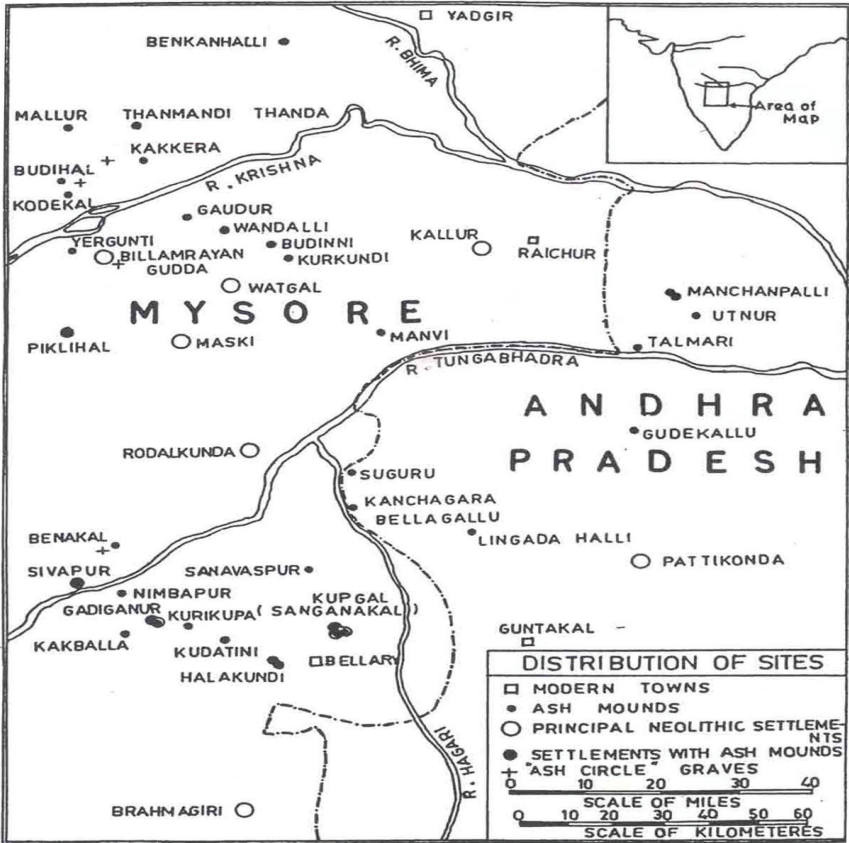 YADGIR
BENKANHALLI
R. BHIMA
Area of
Map
MALLUR
THANMANDI THANDA
KAKKERA
BUDIHAL
KODEKAL
R. KRISHNA
GAUDUR
WANDALLI
YERGUNTI
BUDINNI
KALLUR
RAICHUR
BILLAMRAYAN
GUDDA
KURKUNDI
WATGAL
MANCHANPALLI
UTNUR
MYSORE
PIKLIHAL
MASKI
MANVI
TALMARI
R. TUNGABHADRA
ANDHRA
PRADESH
GUDEKALLU
RODALKUNDA
SUGURU
KANCHAGARA
BELLAGALLU
LINGADA HALLI
BENAKAL
PATTIKONDA
SIVAPUR
SANAVASPUR
NIMBAPUR
KUPGAL
(SANGANAKAL)
GADIGANUR
KURIKUPA
KAKBALLA
KUDATINI
HALAKUNDI
BELLARY
GUNTAKAL
R. HAGARI
BRAHMAGIRI
DISTRIBUTION OF SITES
MODERN TOWNS
ASH MOUNDS
PRINCIPAL NEOLITHIC SETTLEME-
NTS
SETTLEMENTS WITH ASH MOUNDS
"ASH CIRCLE" GRAVES
0 10 20 30 40
SCALE OF MILES
0 10 20 30 40 50 60
SCALE OF KILOMETERES